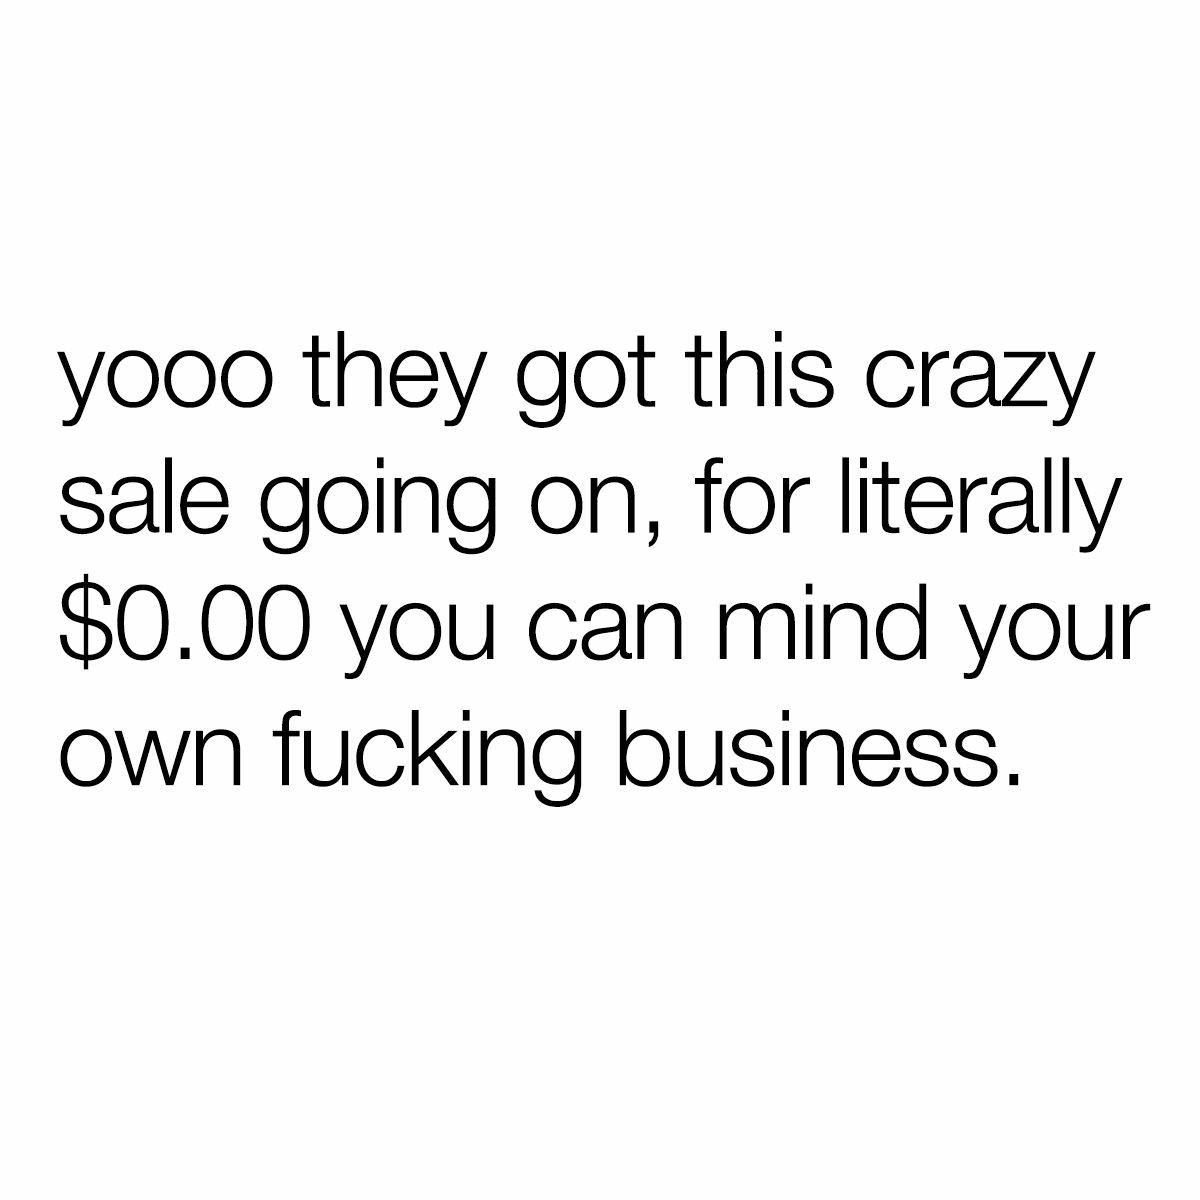 yooo they got this crazy
sale going on, for literally
$0.00 you can mind your
own fucking business.